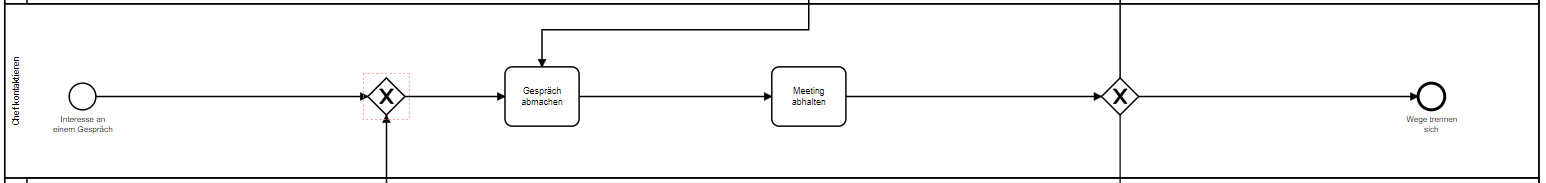 Chef kontaktieren
Interesse an
einem Gespräch
X
Gespräch
abmachen
Meeting
abhalten
X
Wege trennen
sich